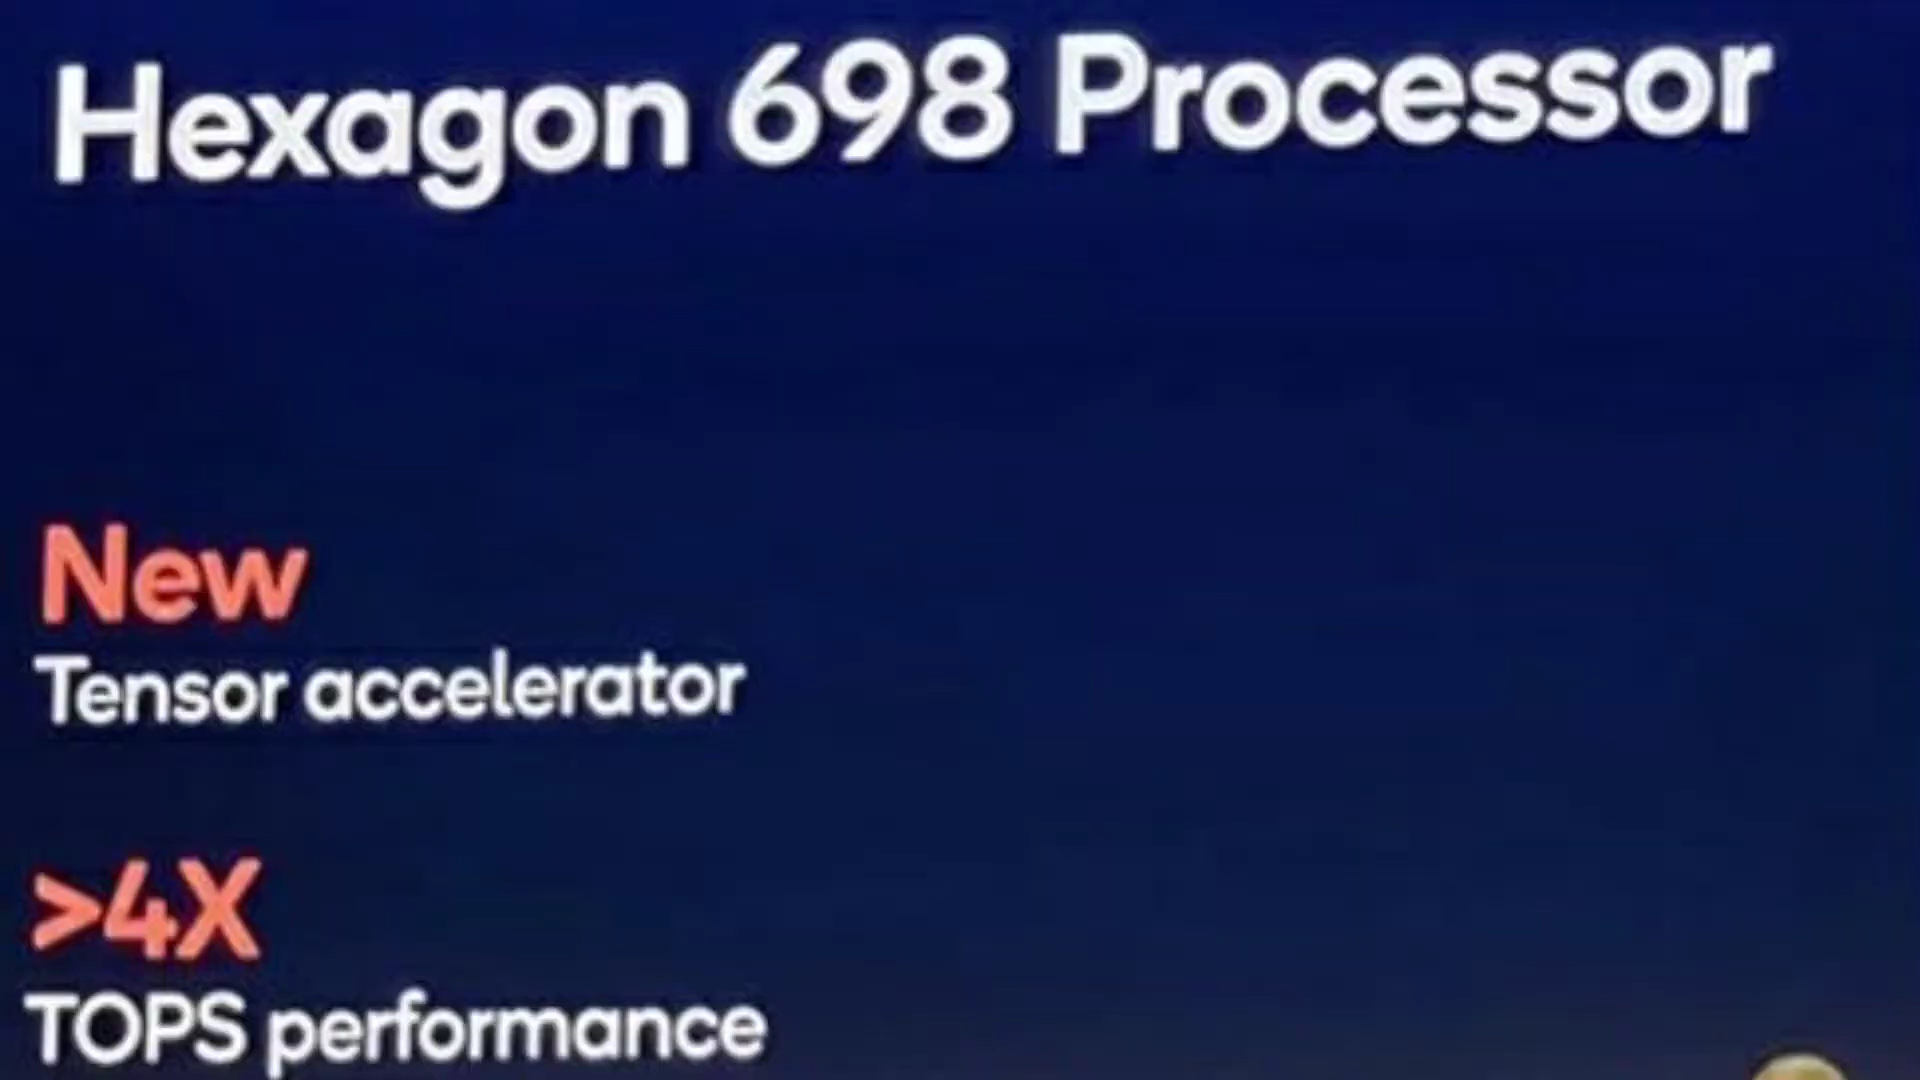 Hexagon 698 Processor
New
Tensor accelerator
>4X
TOPS performance